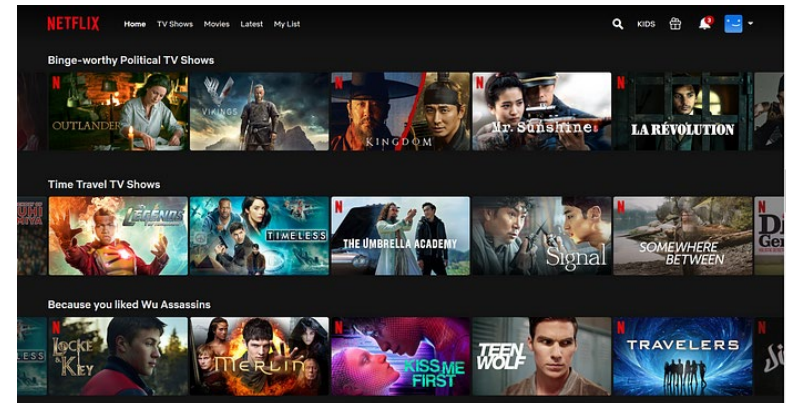 NETFLIX Home TV Shows Movies Latest My List KIDS
Binge-worthy Political TV Shows
N N N N
OUTLANDER VIKINGS KINGDOM Mr. Sunshine LA RÉVOLUTION
Time Travel TV Shows
N N N
LEGENDS TIMELESS THE UMBRELLA ACADEMY Signal SOMEWHERE
BETWEEN
Because you liked Wu Assassins
N N N N
LESS LOCKE
& KEY MERLIN KISS ME
FIRST TEEN
WOLF TRAVELERS